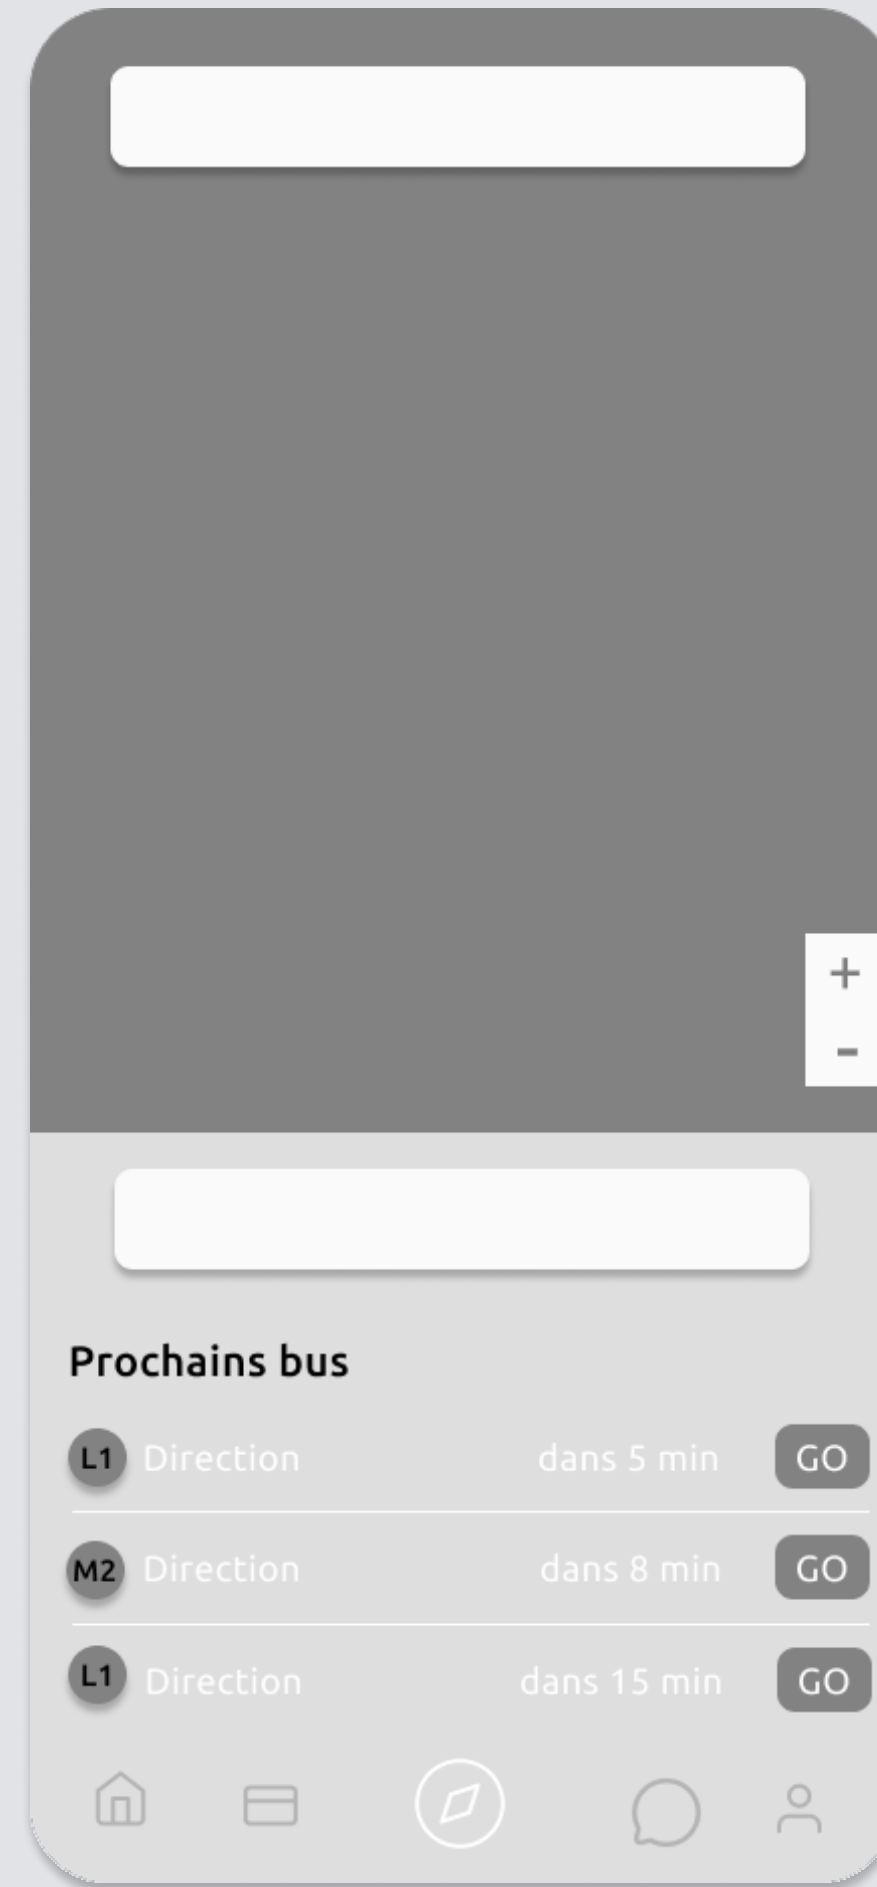 +
-
Prochains bus
L1 Direction dans 5 min GO
M2 Direction dans 8 min GO
L1 Direction dans 15 min GO